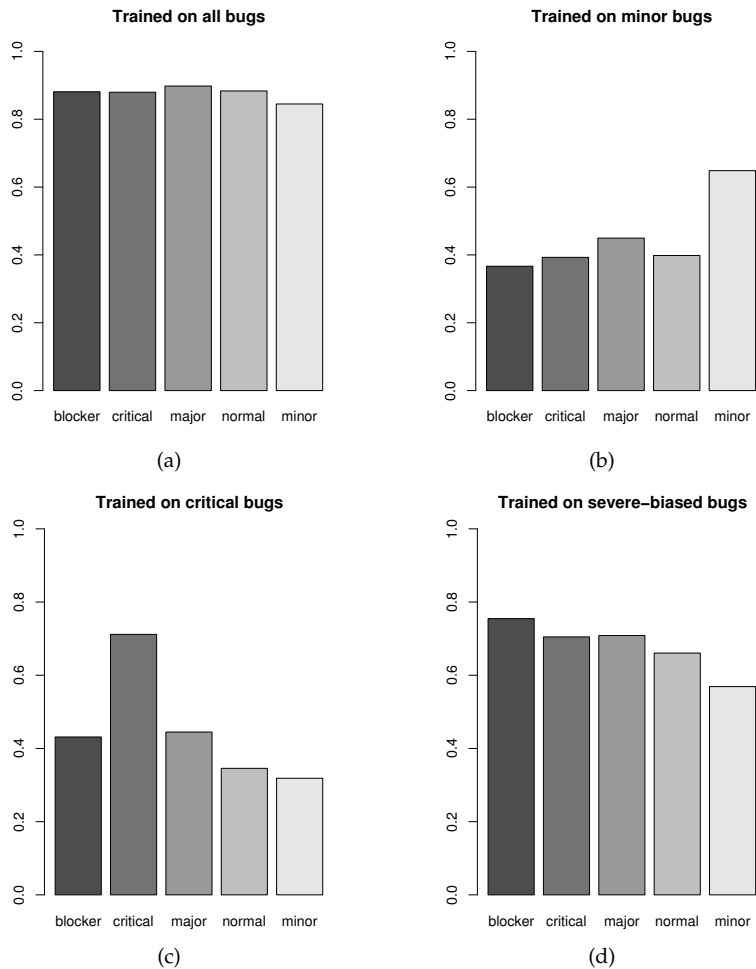 Trained on all bugs
1.0
0.8
0.6
0.4
0.2
0.0
blocker critical major normal minor
(a)
Trained on minor bugs
1.0
0.8
0.6
0.4
0.2
0.0
blocker critical major normal minor
(b)
Trained on critical bugs
1.0
0.8
0.6
0.4
0.2
0.0
blocker critical major normal minor
(c)
Trained on severe−biased bugs
1.0
0.8
0.6
0.4
0.2
0.0
blocker critical major normal minor
(d)